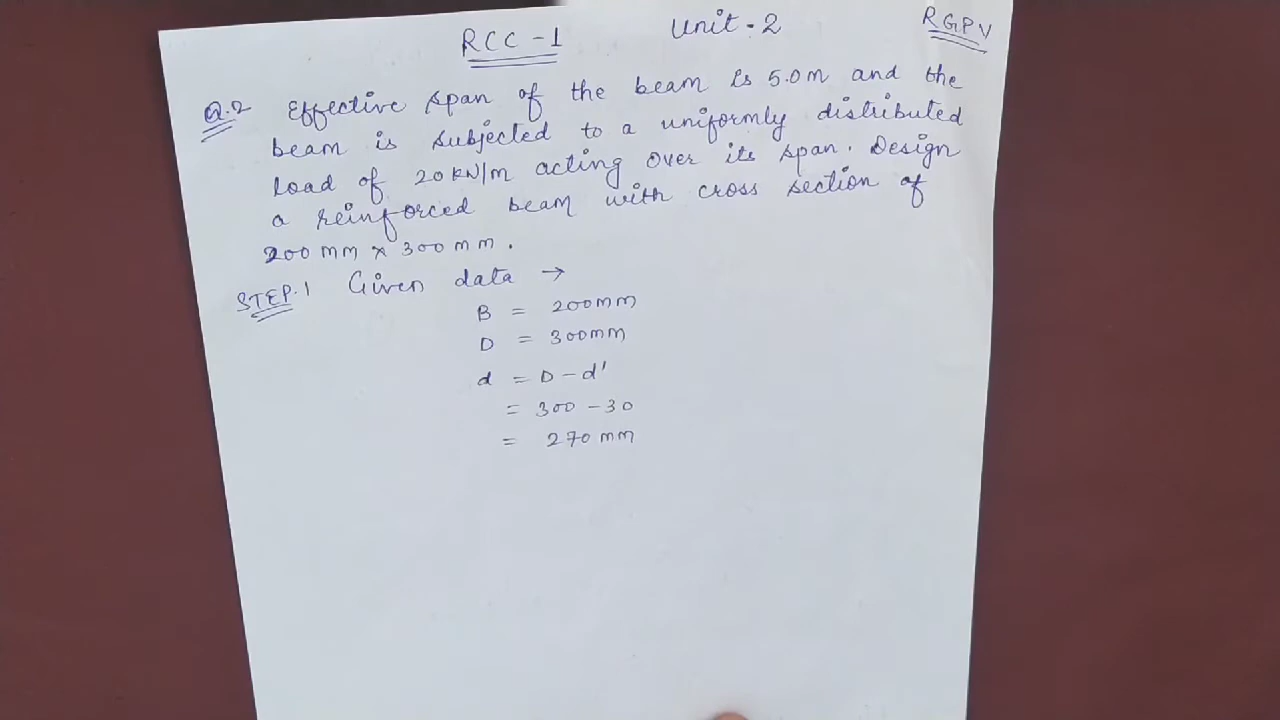 RCC-1 Unit-2 RGPV
Q.2 Effective span of the beam is 5.0m and the
beam is subjected to a uniformly distributed
load of 20 kN/m acting over its span. Design
a reinforced beam with cross section of
200 mm x 300 mm.
STEP.1 Given data →
B = 200mm
D = 300mm
d = D - d'
= 300 - 30
= 270 mm